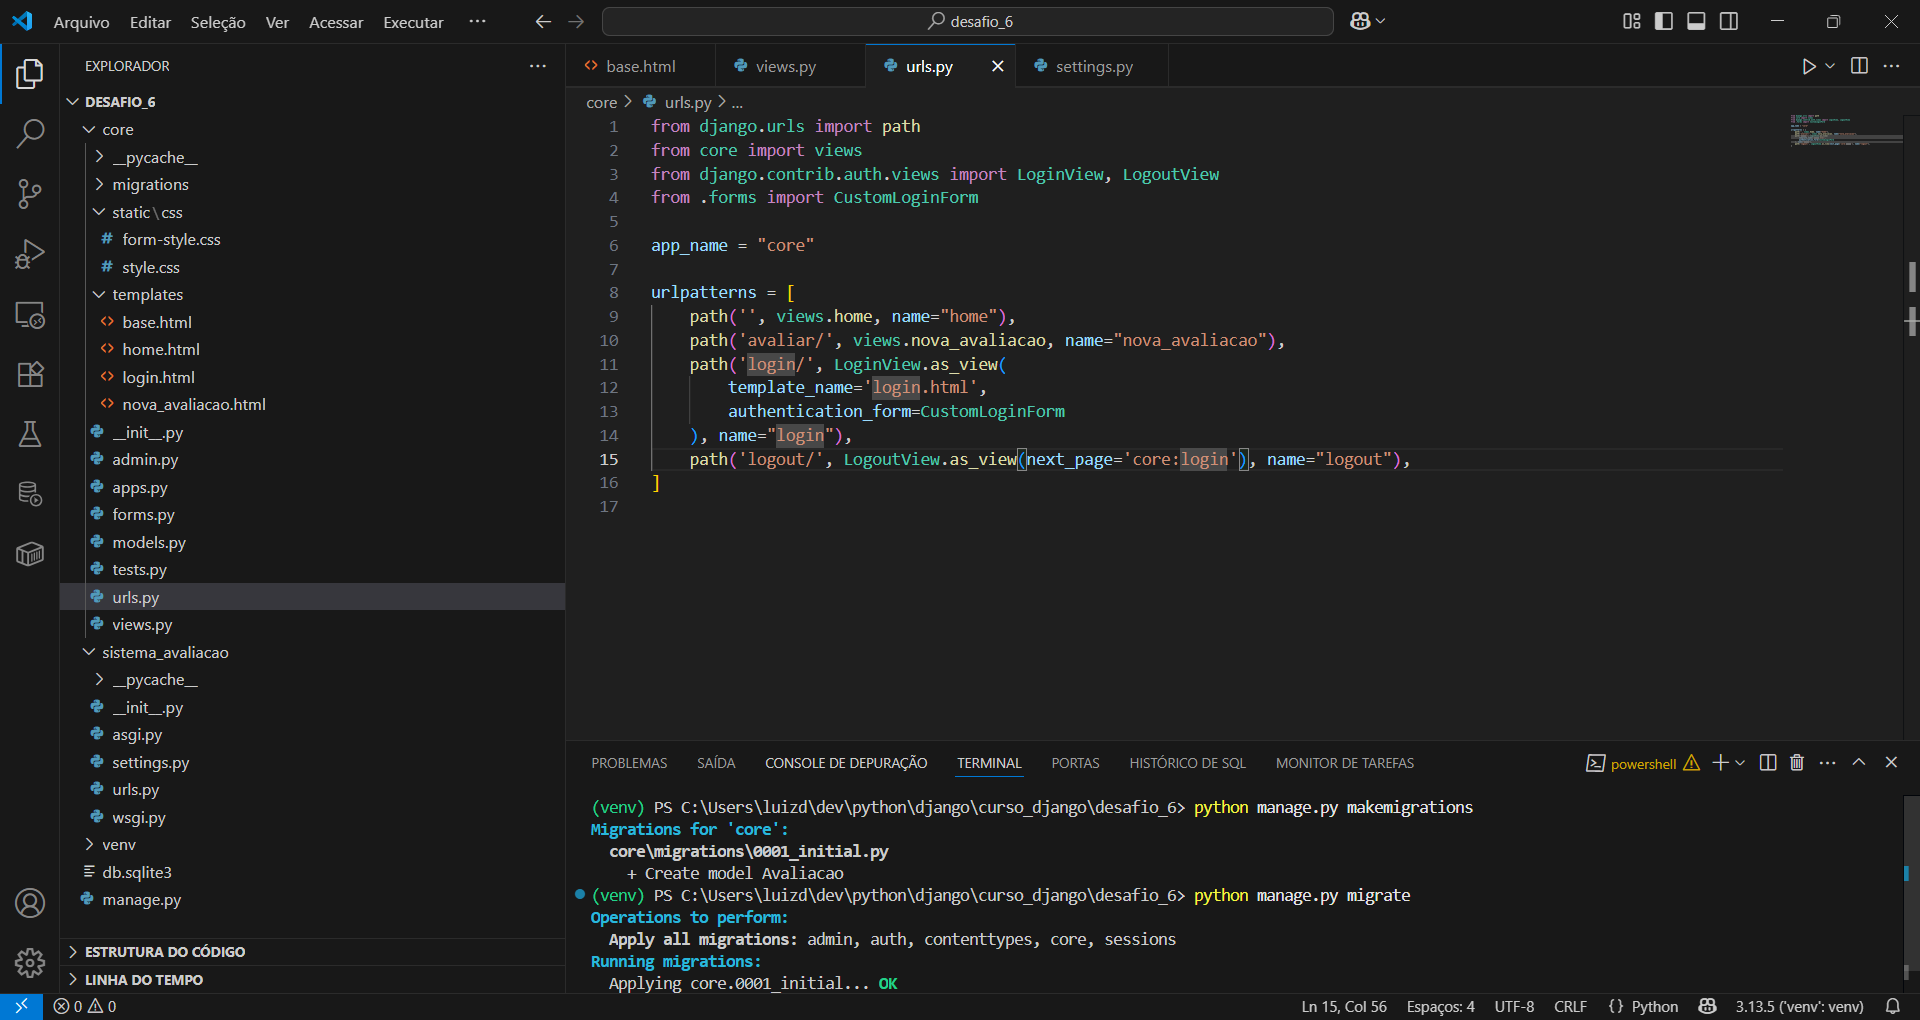 Arquivo Editar Seleção Ver Acessar Executar ··· desafio_6
EXPLORADOR ···
DESAFIO_6
core
__pycache__
migrations
static\css
# form-style.css
# style.css
templates
<> base.html
<> home.html
<> login.html
<> nova_avaliacao.html
__init__.py
admin.py
apps.py
forms.py
models.py
tests.py
urls.py
views.py
sistema_avaliacao
__pycache__
__init__.py
asgi.py
settings.py
urls.py
wsgi.py
venv
db.sqlite3
manage.py
ESTRUTURA DO CÓDIGO
LINHA DO TEMPO
<> base.html views.py urls.py settings.py
core > urls.py > ...
1 from django.urls import path
2 from core import views
3 from django.contrib.auth.views import LoginView, LogoutView
4 from .forms import CustomLoginForm
5
6 app_name = "core"
7
8 urlpatterns = [
9 path('', views.home, name="home"),
10 path('avaliar/', views.nova_avaliacao, name="nova_avaliacao"),
11 path('login/', LoginView.as_view(
12 template_name='login.html',
13 authentication_form=CustomLoginForm
14 ), name="login"),
15 path('logout/', LogoutView.as_view(next_page='core:login'), name="logout"),
16 ]
17
PROBLEMAS SAÍDA CONSOLE DE DEPURAÇÃO TERMINAL PORTAS HISTÓRICO DE SQL MONITOR DE TAREFAS powershell
(venv) PS C:\Users\luizd\dev\python\django\curso_django\desafio_6> python manage.py makemigrations
Migrations for 'core':
core\migrations\0001_initial.py
+ Create model Avaliacao
(venv) PS C:\Users\luizd\dev\python\django\curso_django\desafio_6> python manage.py migrate
Operations to perform:
Apply all migrations: admin, auth, contenttypes, core, sessions
Running migrations:
Applying core.0001_initial... OK
0 0 Ln 15, Col 56 Espaços: 4 UTF-8 CRLF {} Python 3.13.5 ('venv': venv)